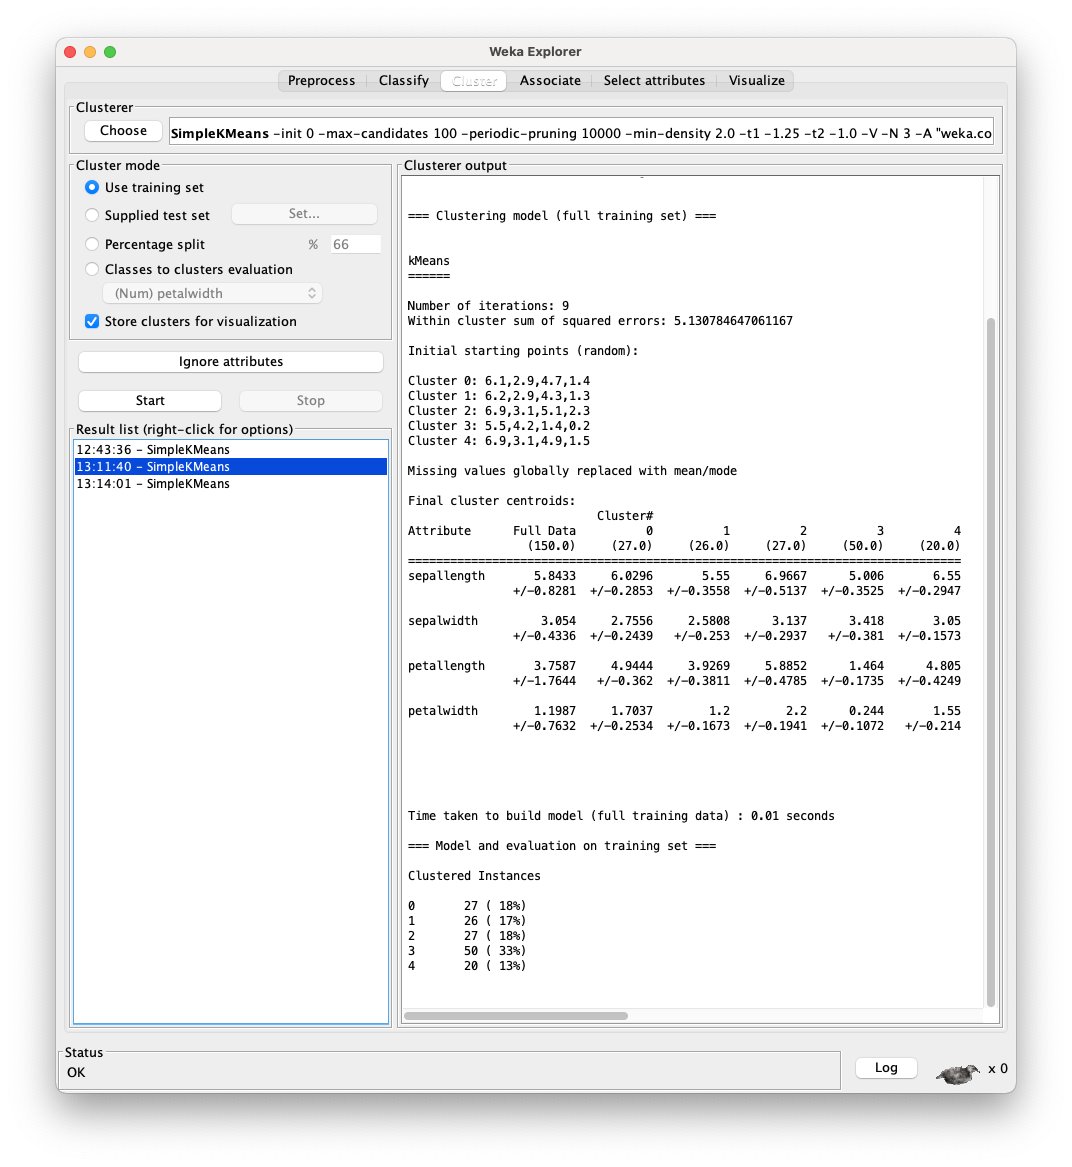 Weka Explorer
Preprocess Classify Cluster Associate Select attributes Visualize
Clusterer
Choose SimpleKMeans -init 0 -max-candidates 100 -periodic-pruning 10000 -min-density 2.0 -t1 -1.25 -t2 -1.0 -V -N 3 -A "weka.co
Cluster mode
Use training set
Supplied test set Set...
Percentage split % 66
Classes to clusters evaluation
(Num) petalwidth
Store clusters for visualization
Ignore attributes
Start Stop
Result list (right-click for options)
12:43:36 - SimpleKMeans
13:11:40 - SimpleKMeans
13:14:01 - SimpleKMeans
Clusterer output
=== Clustering model (full training set) ===
kMeans
======
Number of iterations: 9
Within cluster sum of squared errors: 5.130784647061167
Initial starting points (random):
Cluster 0: 6.1,2.9,4.7,1.4
Cluster 1: 6.2,2.9,4.3,1.3
Cluster 2: 6.9,3.1,5.1,2.3
Cluster 3: 5.5,4.2,1.4,0.2
Cluster 4: 6.9,3.1,4.9,1.5
Missing values globally replaced with mean/mode
Final cluster centroids:
Cluster#
Attribute Full Data 0 1 2 3 4
(150.0) (27.0) (26.0) (27.0) (50.0) (20.0)
===============================================================================
sepallength 5.8433 6.0296 5.55 6.9667 5.006 6.55
+/-0.8281 +/-0.2853 +/-0.3558 +/-0.5137 +/-0.3525 +/-0.2947
sepalwidth 3.054 2.7556 2.5808 3.137 3.418 3.05
+/-0.4336 +/-0.2439 +/-0.253 +/-0.2937 +/-0.381 +/-0.1573
petallength 3.7587 4.9444 3.9269 5.8852 1.464 4.805
+/-1.7644 +/-0.362 +/-0.3811 +/-0.4785 +/-0.1735 +/-0.4249
petalwidth 1.1987 1.7037 1.2 2.2 0.244 1.55
+/-0.7632 +/-0.2534 +/-0.1673 +/-0.1941 +/-0.1072 +/-0.214
Time taken to build model (full training data) : 0.01 seconds
=== Model and evaluation on training set ===
Clustered Instances
0 27 ( 18%)
1 26 ( 17%)
2 27 ( 18%)
3 50 ( 33%)
4 20 ( 13%)
Status
OK
Log x 0